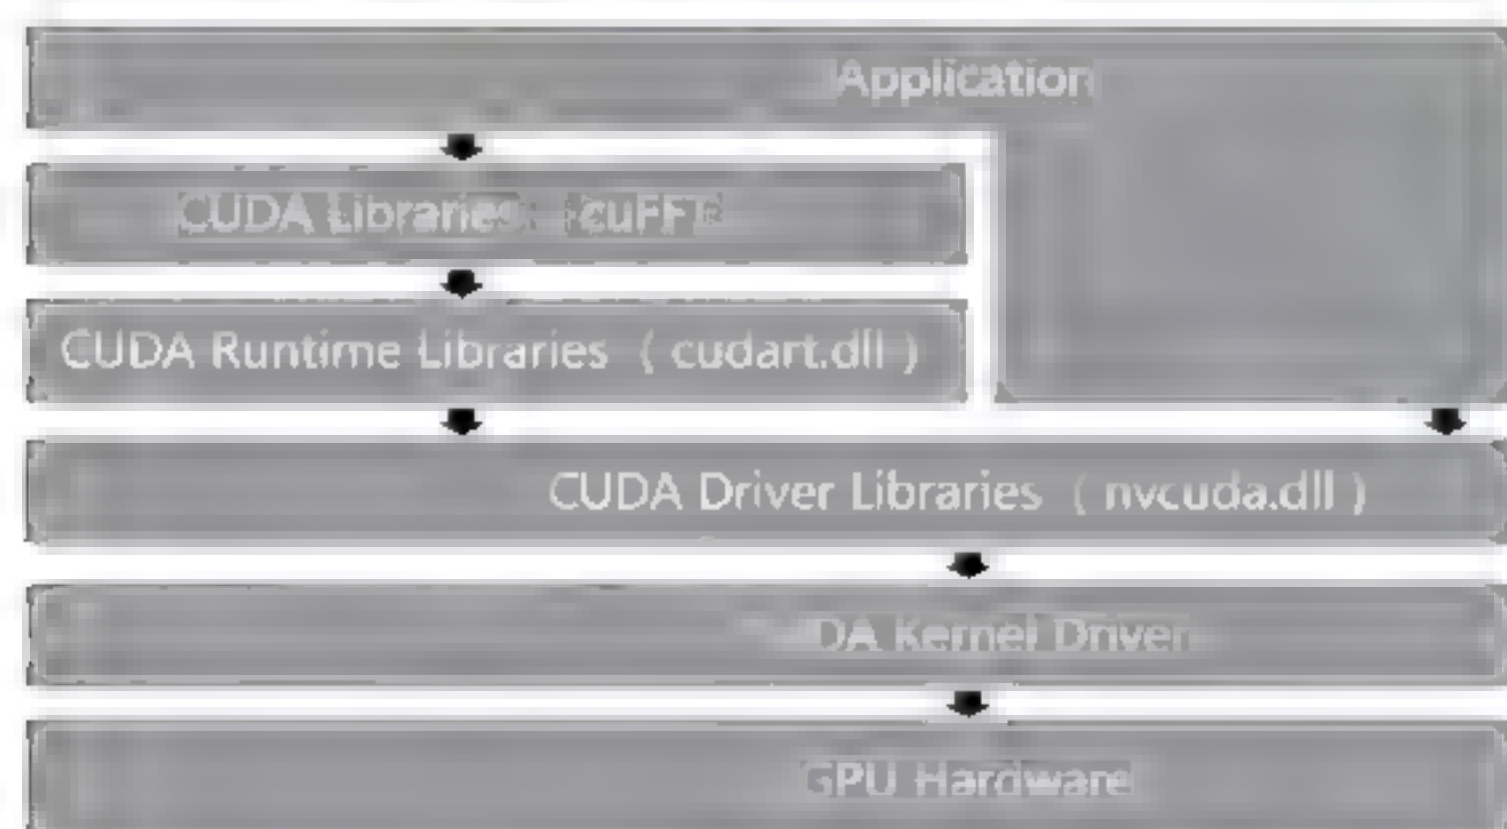 Application
CUDA Libraries cuFFT
CUDA Runtime Libraries ( cudart.dll )
CUDA Driver Libraries ( nvcuda.dll )
DA Kernel Driver
GPU Hardware